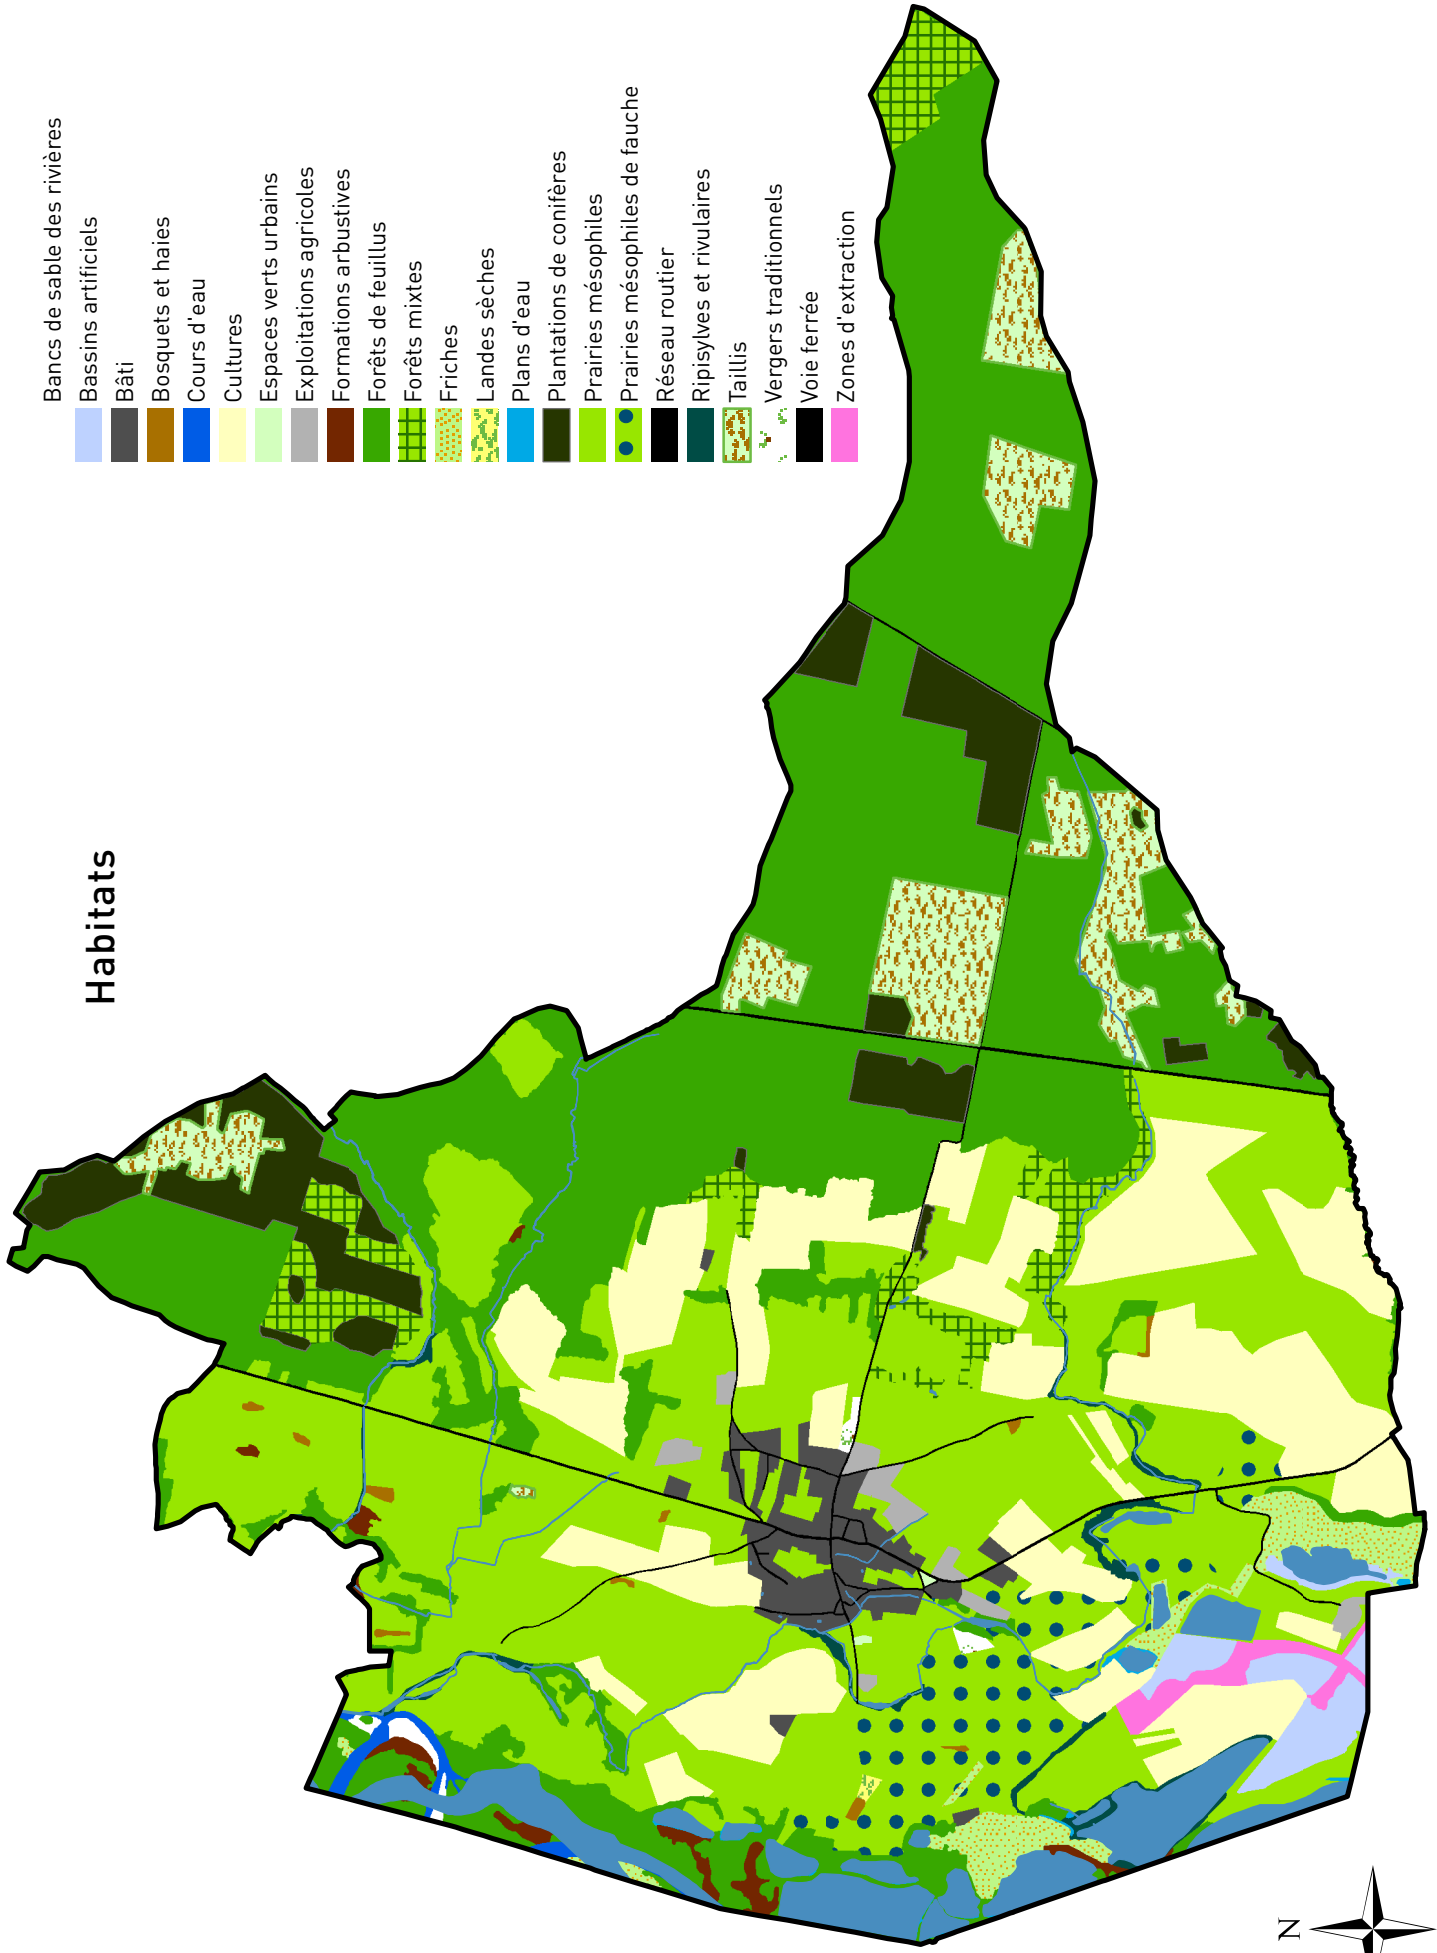 Habitats
Bancs de sable des rivières
Bassins artificiels
Bâti
Bosquets et haies
Cours d'eau
Cultures
Espaces verts urbains
Exploitations agricoles
Formations arbustives
Forêts de feuillus
Forêts mixtes
Friches
Landes sèches
Plans d'eau
Plantations de conifères
Prairies mésophiles
Prairies mésophiles de fauche
Réseau routier
Ripisylves et rivulaires
Taillis
Vergers traditionnels
Voie ferrée
Zones d'extraction
N